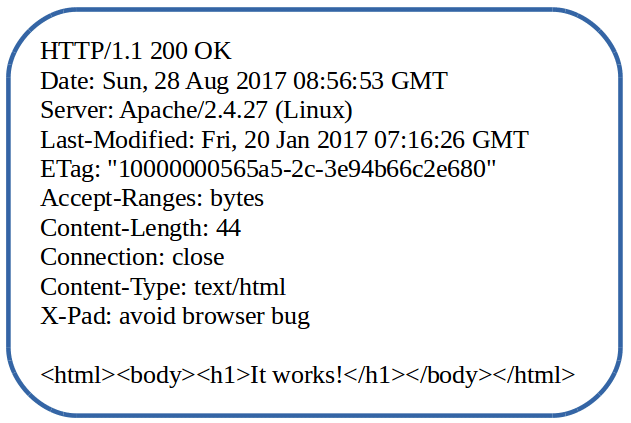 HTTP/1.1 200 OK
Date: Sun, 28 Aug 2017 08:56:53 GMT
Server: Apache/2.4.27 (Linux)
Last-Modified: Fri, 20 Jan 2017 07:16:26 GMT
ETag: "10000000565a5-2c-3e94b66c2e680"
Accept-Ranges: bytes
Content-Length: 44
Connection: close
Content-Type: text/html
X-Pad: avoid browser bug

<html><body><h1>It works!</h1></body></html>